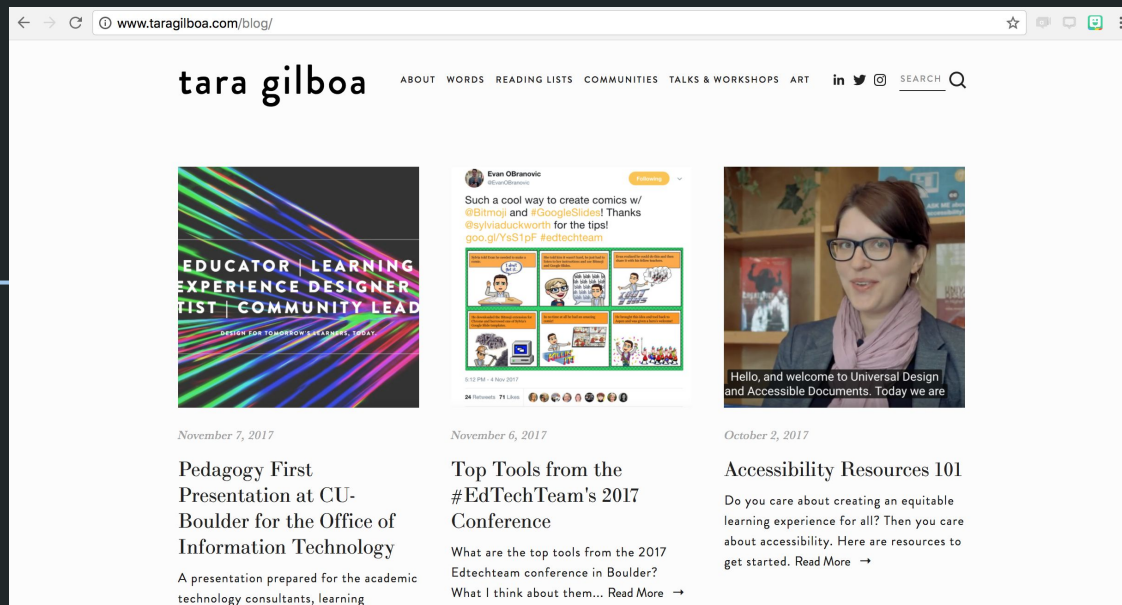 www.taragilboa.com/blog/
tara gilboa
ABOUT WORDS READING LISTS COMMUNITIES TALKS & WORKSHOPS ART
in
SEARCH
EDUCATOR | LEARNING
EXPERIENCE DESIGNER
TIST | COMMUNITY LEAD
DESIGN FOR TOMORROW'S LEARNERS, TODAY.
November 7, 2017
Pedagogy First
Presentation at CU-
Boulder for the Office of
Information Technology
A presentation prepared for the academic
technology consultants, learning
Evan OBranovic
@EvanOBranovic
Following
Such a cool way to create comics w/
@Bitmoji and #GoogleSlides! Thanks
@sylviaduckworth for the tips!
goo.gl/YsS1pF #edtechteam
5:12 PM - 4 Nov 2017
24 Retweets 71 Likes
November 6, 2017
Top Tools from the
#EdTechTeam's 2017
Conference
What are the top tools from the 2017
Edtechteam conference in Boulder?
What I think about them... Read More →
ASK ME
Hello, and welcome to Universal Design
and Accessible Documents. Today we are
October 2, 2017
Accessibility Resources 101
Do you care about creating an equitable
learning experience for all? Then you care
about accessibility. Here are resources to
get started. Read More →